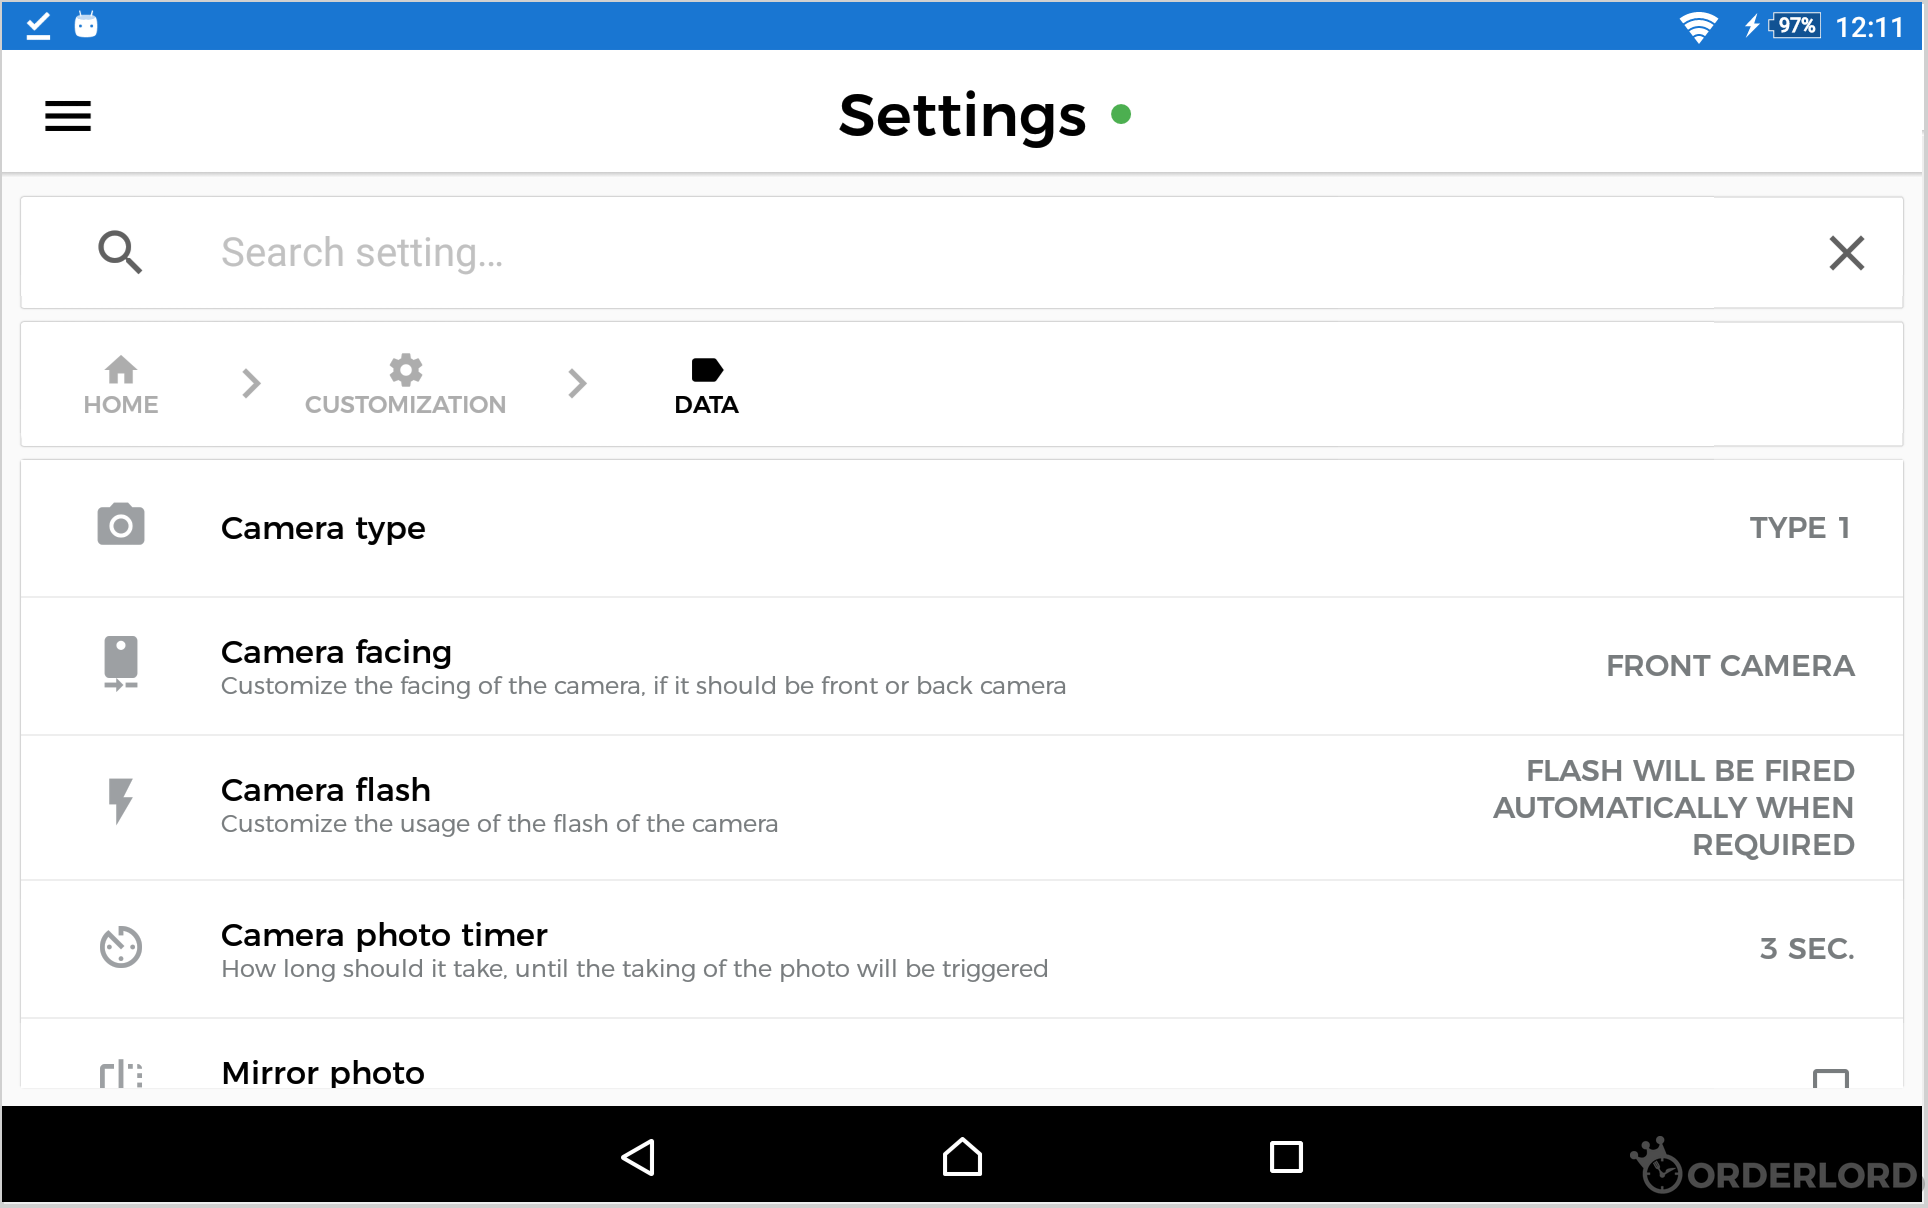 97% 12:11
Settings
Search setting...
HOME
CUSTOMIZATION
DATA
Camera type
TYPE 1
Camera facing
Customize the facing of the camera, if it should be front or back camera
FRONT CAMERA
Camera flash
Customize the usage of the flash of the camera
FLASH WILL BE FIRED
AUTOMATICALLY WHEN
REQUIRED
Camera photo timer
How long should it take, until the taking of the photo will be triggered
3 SEC.
Mirror photo
ORDERLORD